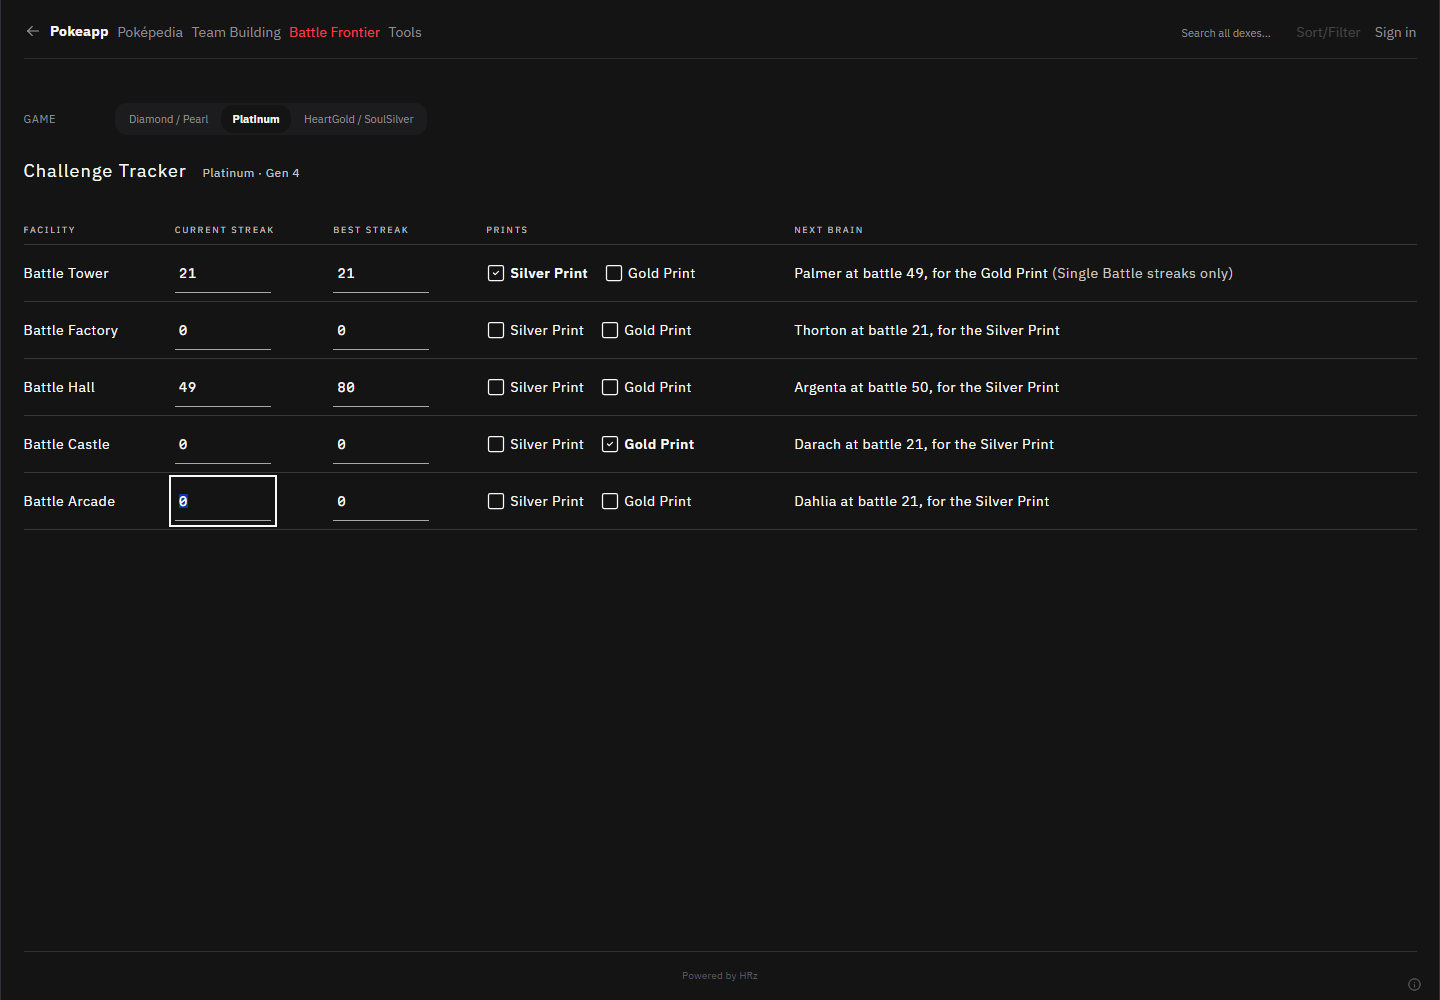 ← Pokeapp Poképedia Team Building Battle Frontier Tools Search all dexes... Sort/Filter Sign in
GAME Diamond / Pearl Platinum HeartGold / SoulSilver
Challenge Tracker Platinum · Gen 4
FACILITY CURRENT STREAK BEST STREAK PRINTS NEXT BRAIN
Battle Tower 21 21 Silver Print Gold Print Palmer at battle 49, for the Gold Print (Single Battle streaks only)
Battle Factory 0 0 Silver Print Gold Print Thorton at battle 21, for the Silver Print
Battle Hall 49 80 Silver Print Gold Print Argenta at battle 50, for the Silver Print
Battle Castle 0 0 Silver Print Gold Print Darach at battle 21, for the Silver Print
Battle Arcade 0 0 Silver Print Gold Print Dahlia at battle 21, for the Silver Print
Powered by HRz